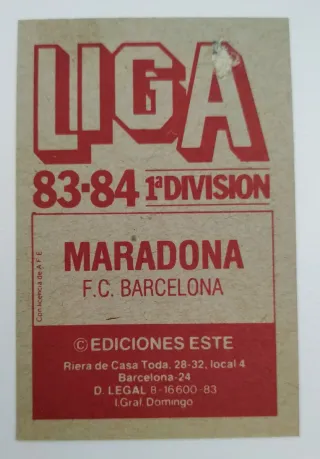 LIGA
83-84 1ª DIVISION
Con licencia de A F E
MARADONA
F.C. BARCELONA
© EDICIONES ESTE
Riera de Casa Toda, 28-32, local 4
Barcelona-24
D. LEGAL B-16600-83
I.Graf. Domingo